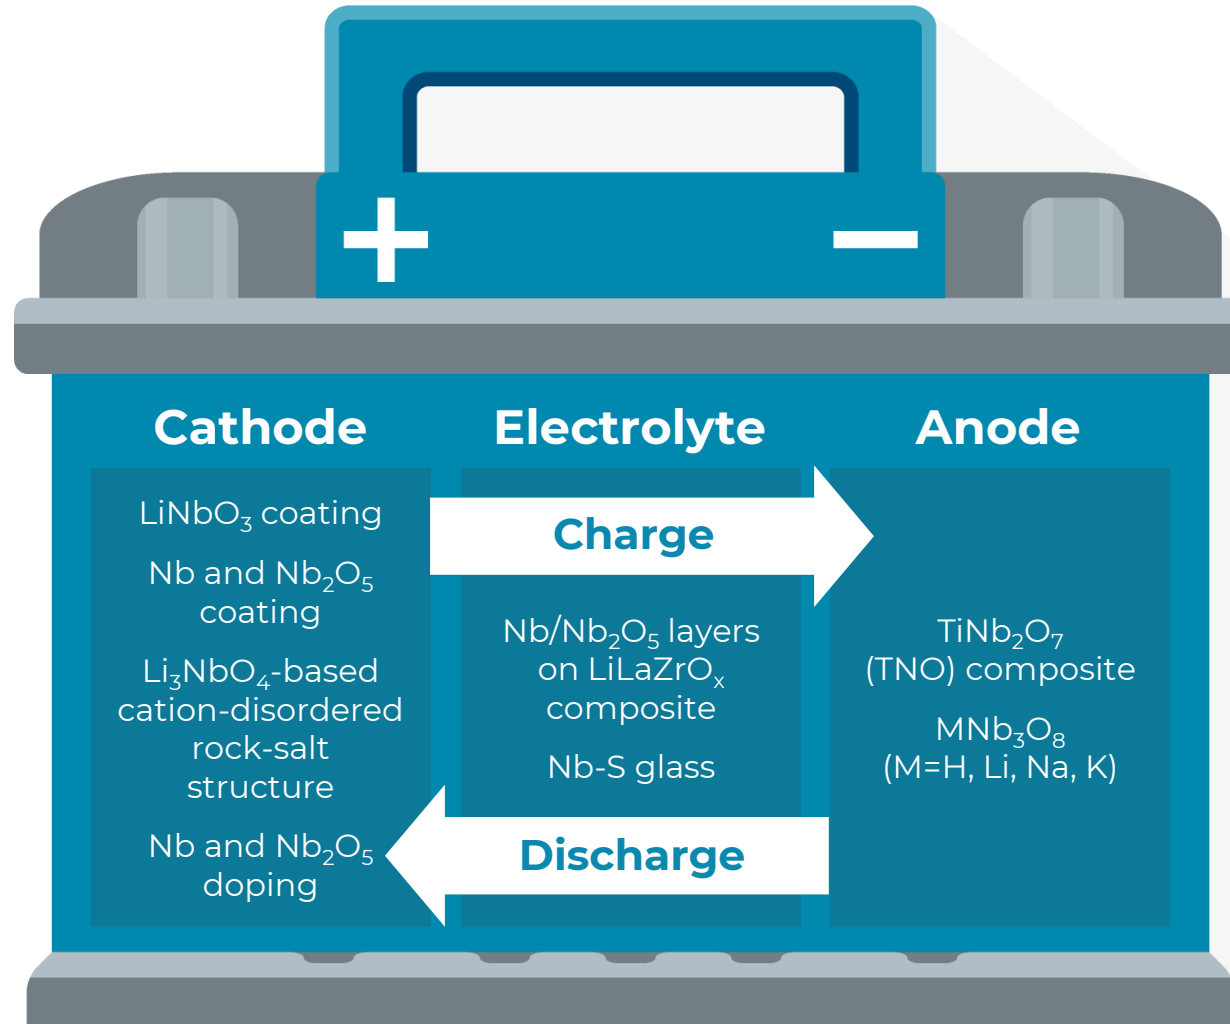 +
−
Cathode
Electrolyte
Anode
LiNbO₃ coating
Nb and Nb₂O₅
coating
Li₃NbO₄-based
cation-disordered
rock-salt
structure
Nb and Nb₂O₅
doping
Charge
Nb/Nb₂O₅ layers
on LiLaZrOₓ
composite
Nb-S glass
Discharge
TiNb₂O₇
(TNO) composite
MNb₃O₈
(M=H, Li, Na, K)